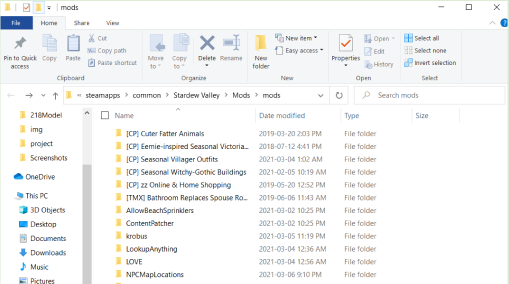 mods
File Home Share View
Pin to Quick access
Copy
Paste
Cut
Copy path
Paste shortcut
Clipboard
Move to
Copy to
Delete
Rename
Organize
New folder
New item
Easy access
New
Properties
Open
Edit
History
Open
Select all
Select none
Invert selection
Select
« steamapps > common > Stardew Valley > Mods > mods
Search mods
Name Date modified Type Size
218Model
img
project
Screenshots
OneDrive
This PC
3D Objects
Desktop
Documents
Downloads
Music
Pictures
[CP] Cuter Fatter Animals 2019-03-20 2:03 PM File folder
[CP] Eemie-inspired Seasonal Victoria... 2018-07-12 4:41 PM File folder
[CP] Seasonal Villager Outfits 2021-03-04 1:02 AM File folder
[CP] Seasonal Witchy-Gothic Buildings 2021-02-05 10:19 AM File folder
[CP] zz Online & Home Shopping 2019-05-20 12:52 PM File folder
[TMX] Bathroom Replaces Spouse Ro... 2019-06-06 11:43 AM File folder
AllowBeachSprinklers 2021-03-02 10:25 PM File folder
ContentPatcher 2021-03-02 10:25 PM File folder
krobus 2021-03-05 11:19 PM File folder
LookupAnything 2021-03-04 12:36 AM File folder
LOVE 2021-03-04 12:56 AM File folder
NPCMapLocations 2021-03-06 9:10 PM File folder